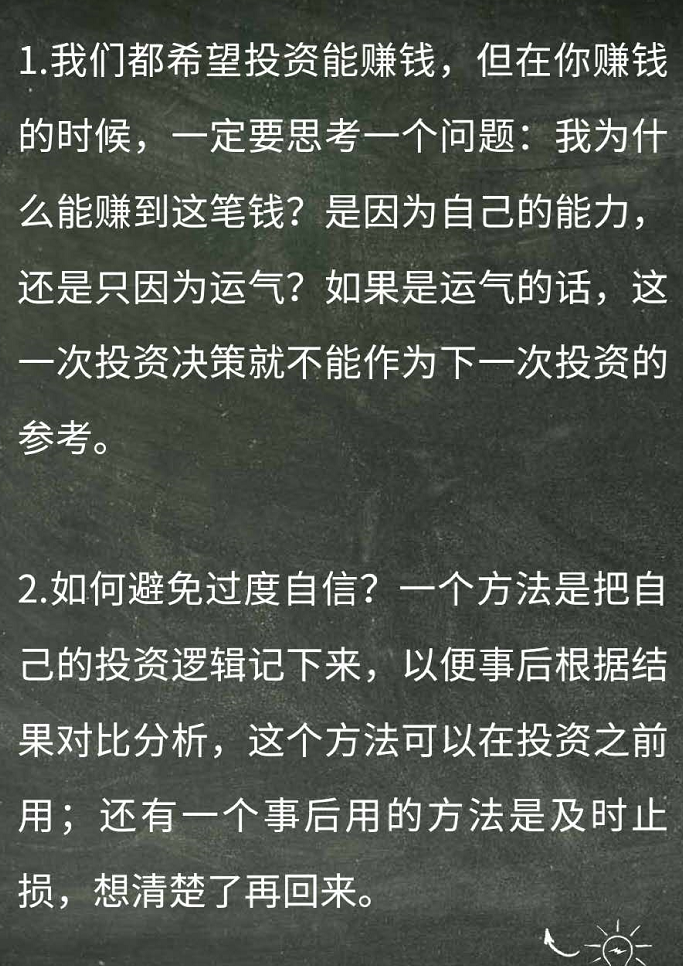 1.我们都希望投资能赚钱，但在你赚钱
的时候，一定要思考一个问题：我为什
么能赚到这笔钱？是因为自己的能力，
还是只因为运气？如果是运气的话，这
一次投资决策就不能作为下一次投资的
参考。
2.如何避免过度自信？一个方法是把自
己的投资逻辑记下来，以便事后根据结
果对比分析，这个方法可以在投资之前
用；还有一个事后用的方法是及时止
损，想清楚了再回来。